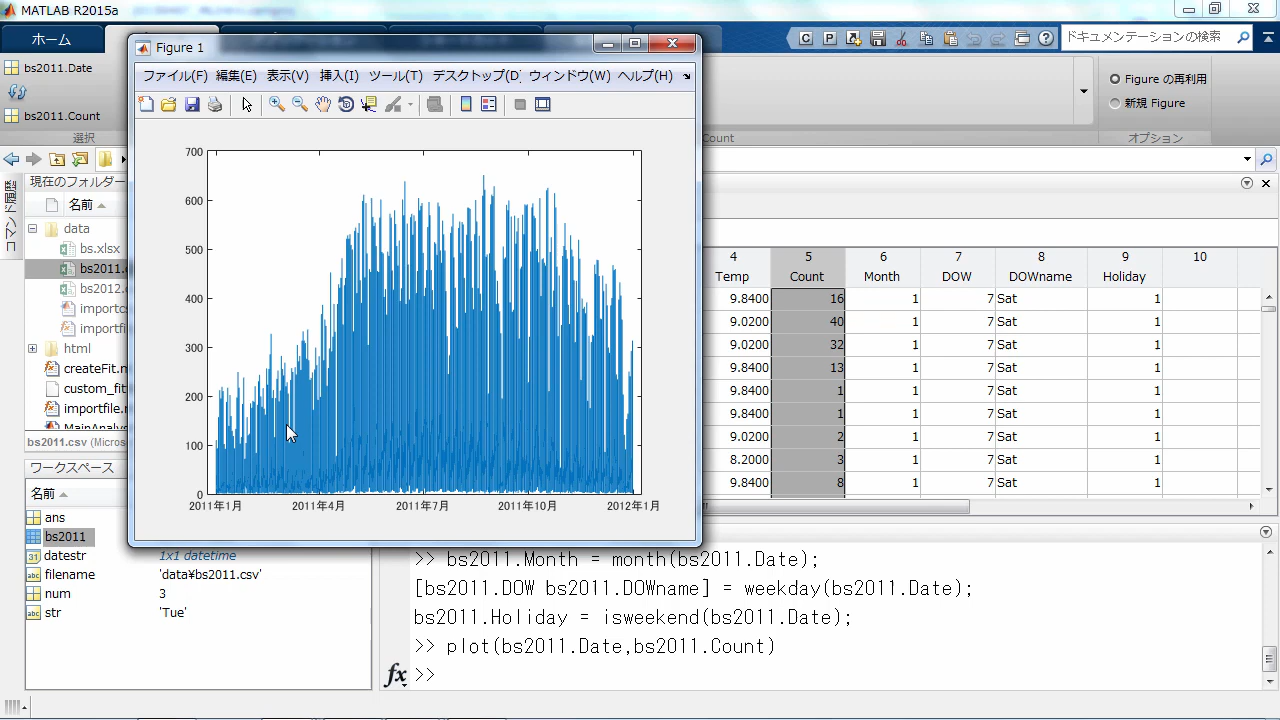 MATLAB R2015a
ホーム
ドキュメンテーションの検索
bs2011.Date
bs2011.Count
選択
Count
Figure の再利用
新規 Figure
オプション
Figure 1
ファイル(F) 編集(E) 表示(V) 挿入(I) ツール(T) デスクトップ(D) ウィンドウ(W) ヘルプ(H)
700
600
500
400
300
200
100
0
2011年1月 2011年4月 2011年7月 2011年10月 2012年1月
現在のフォルダー
名前
data
bs.xlsx
bs2011.
bs2012.
importc
importfi
html
createFit.m
custom_fit
importfile.m
MainAnalys
bs2011.csv (Micros
コマンド履歴
ワークスペース
名前
ans
bs2011
datestr 1x1 datetime
filename 'data¥bs2011.csv'
num 3
str 'Tue'
4 5 6 7 8 9 10
Temp Count Month DOW DOWname Holiday
9.8400 16 1 7 Sat 1
9.0200 40 1 7 Sat 1
9.0200 32 1 7 Sat 1
9.8400 13 1 7 Sat 1
9.8400 1 1 7 Sat 1
9.8400 1 1 7 Sat 1
9.0200 2 1 7 Sat 1
8.2000 3 1 7 Sat 1
9.8400 8 1 7 Sat 1
>> bs2011.Month = month(bs2011.Date);
[bs2011.DOW bs2011.DOWname] = weekday(bs2011.Date);
bs2011.Holiday = isweekend(bs2011.Date);
>> plot(bs2011.Date,bs2011.Count)
fx >>